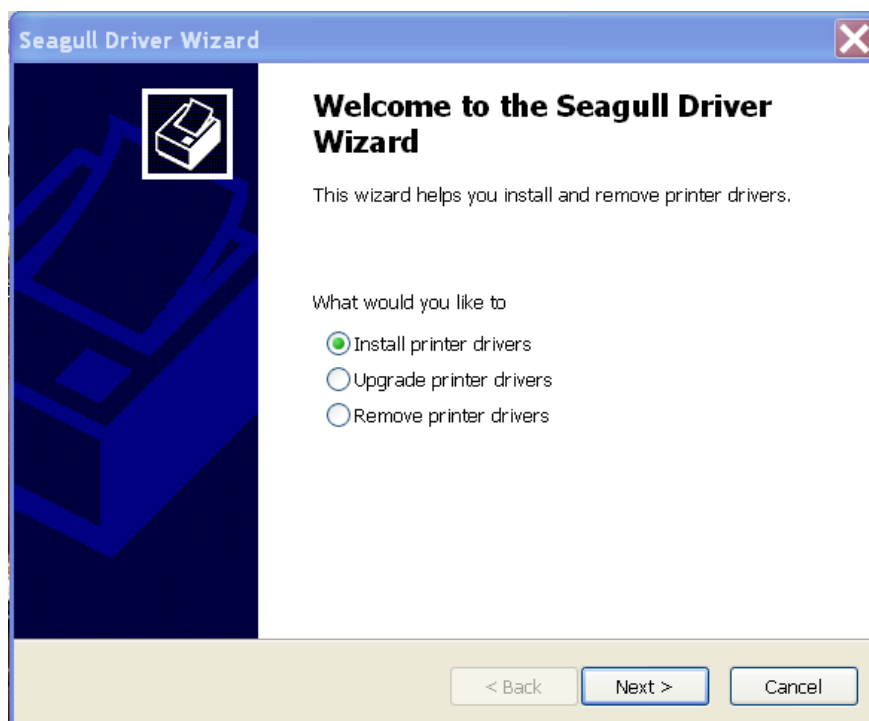 Seagull Driver Wizard
Welcome to the Seagull Driver
Wizard
This wizard helps you install and remove printer drivers.
What would you like to
Install printer drivers
Upgrade printer drivers
Remove printer drivers
< Back Next > Cancel